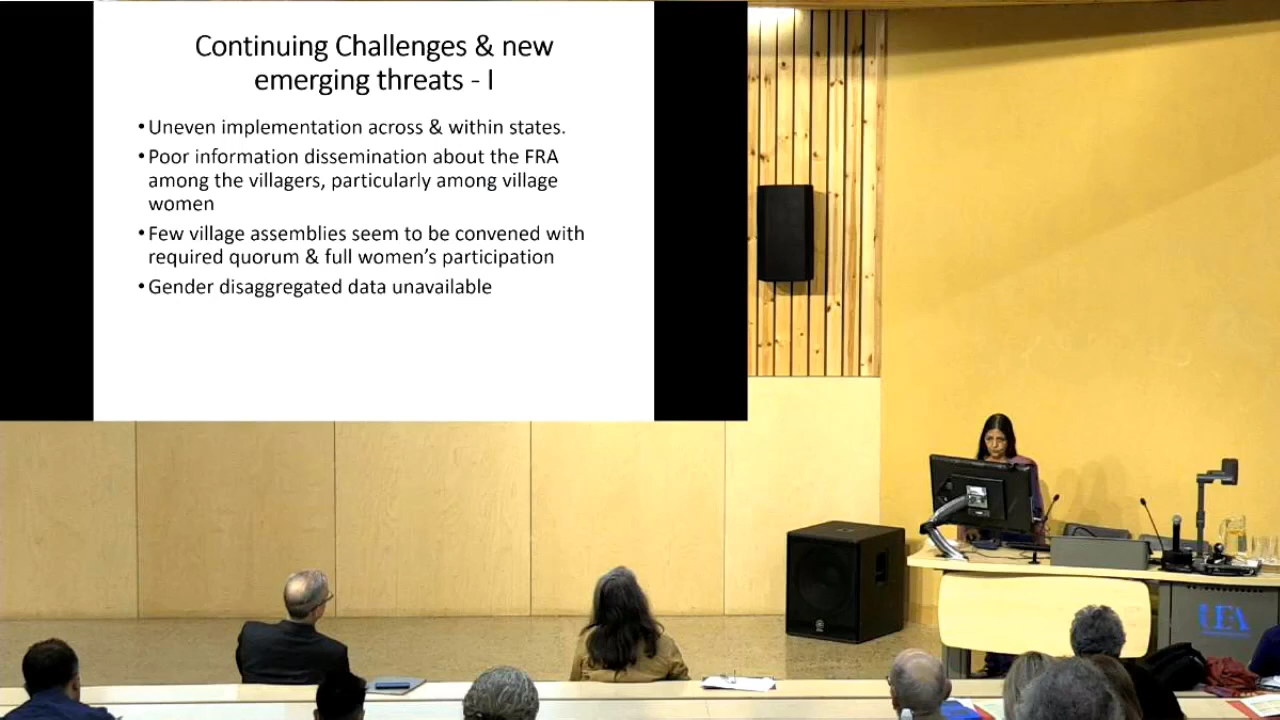 Continuing Challenges & new
emerging threats - I
•Uneven implementation across & within states.
•Poor information dissemination about the FRA
among the villagers, particularly among village
women
•Few village assemblies seem to be convened with
required quorum & full women’s participation
•Gender disaggregated data unavailable
UEA